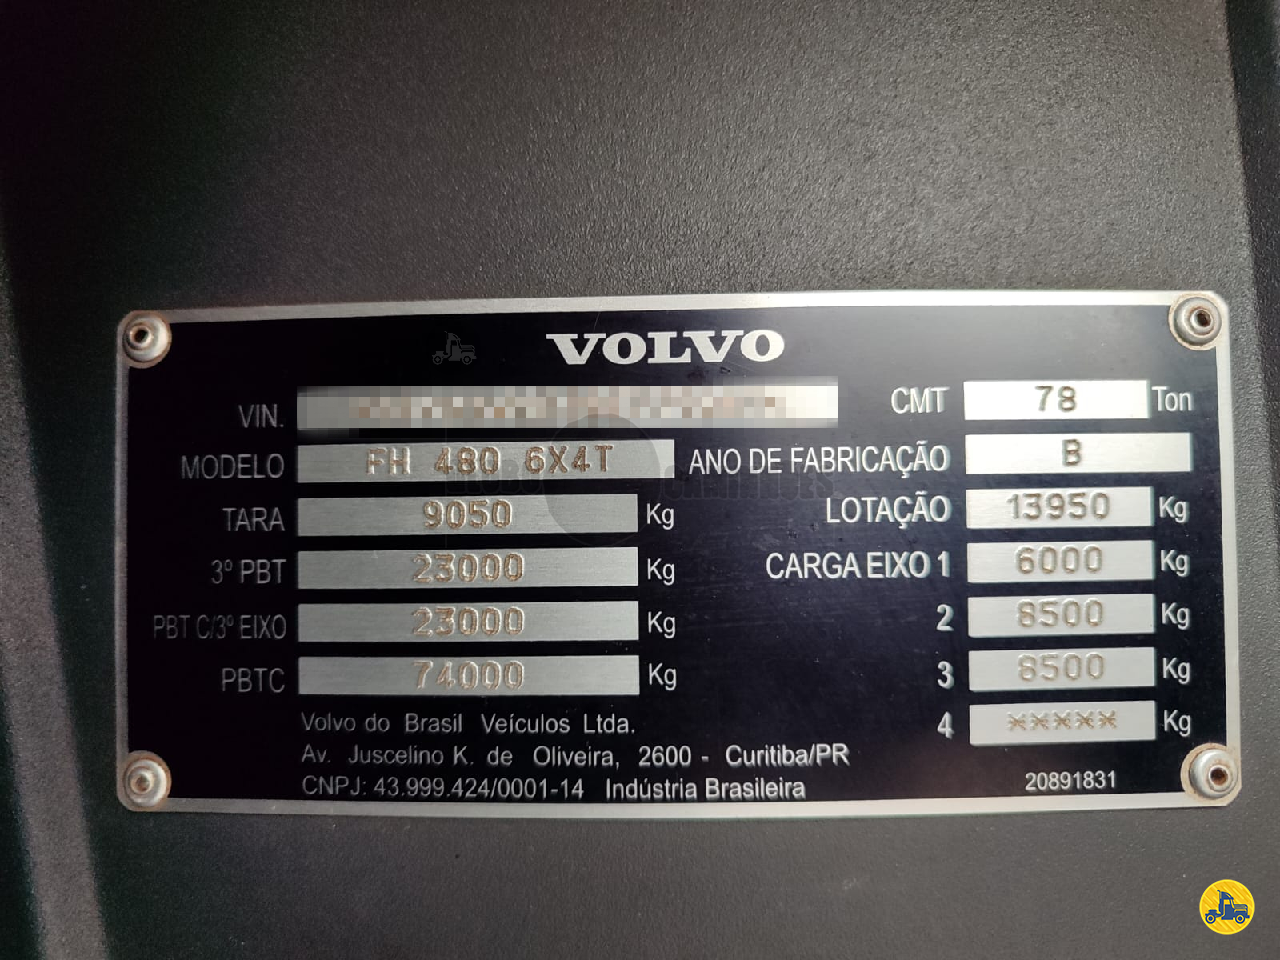 VOLVO
VIN. CMT 78 Ton
MODELO FH 480 6X4T ANO DE FABRICAÇÃO B
TARA 9050 Kg LOTAÇÃO 13950 Kg
3º PBT 23000 Kg CARGA EIXO 1 6000 Kg
PBT C/3º EIXO 23000 Kg 2 8500 Kg
PBTC 74000 Kg 3 8500 Kg
4 ***** Kg
Volvo do Brasil Veículos Ltda.
Av. Juscelino K. de Oliveira, 2600 - Curitiba/PR
CNPJ: 43.999.424/0001-14 Indústria Brasileira 20891831